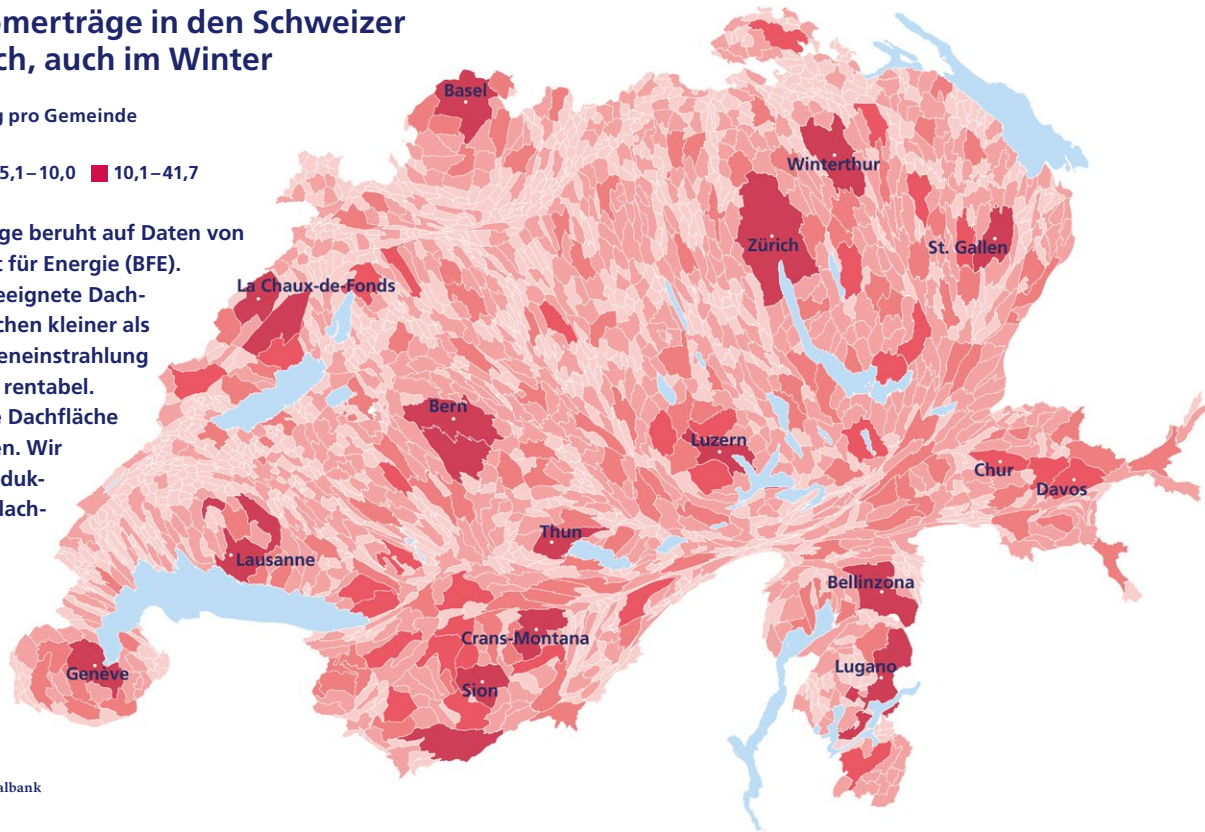 omerträge in den Schweizer
ch, auch im Winter
g pro Gemeinde
5,1–10,0 10,1–41,7
ge beruht auf Daten von
t für Energie (BFE).
eeignete Dach-
chen kleiner als
eneinstrahlung
rentabel.
e Dachfläche
en. Wir
duk-
lach-
albank
Basel
Winterthur
Zürich
St. Gallen
La Chaux-de-Fonds
Bern
Luzern
Chur
Davos
Thun
Lausanne
Bellinzona
Crans-Montana
Lugano
Genève
Sion